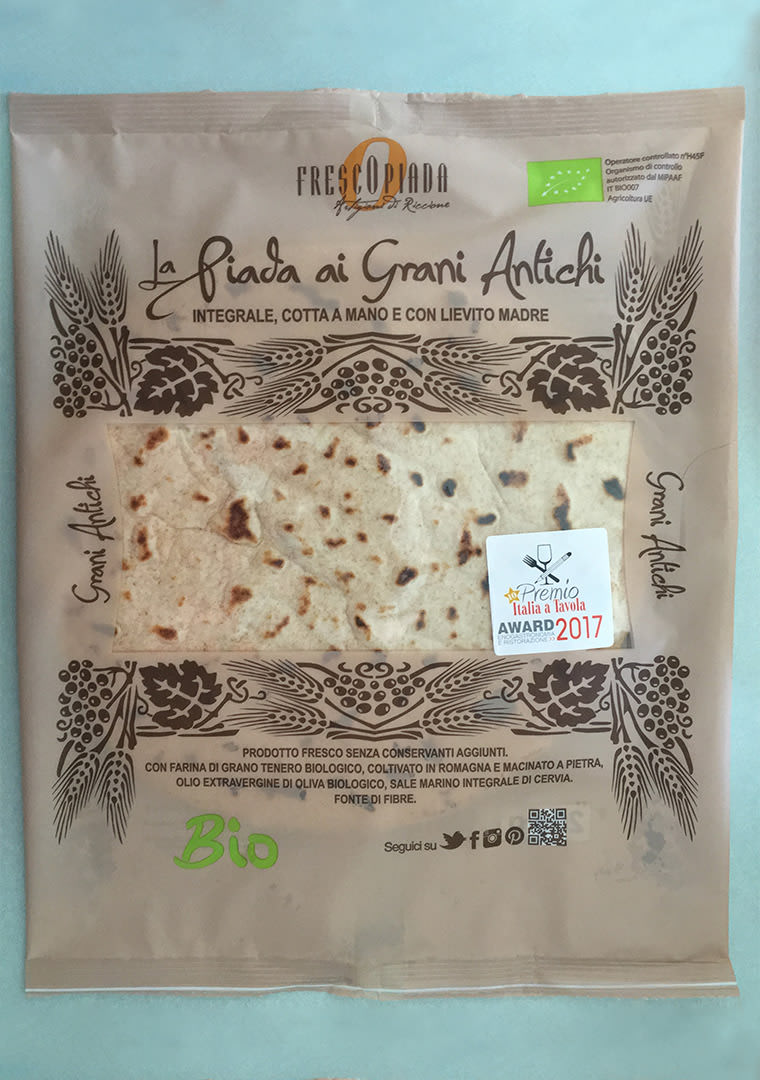 FRESCOPIADA
Artigiani di Riccione
Operatore controllato n°H45F
Organismo di controllo
autorizzato dal MIPAAF
IT BIO007
Agricoltura UE
La Piada ai Grani Antichi
INTEGRALE, COTTA A MANO E CON LIEVITO MADRE
Grani Antichi
Grani Antichi
Premio
Italia a Tavola
AWARD 2017
ENOGASTRONOMIA
E RISTORAZIONE >>
PRODOTTO FRESCO SENZA CONSERVANTI AGGIUNTI.
CON FARINA DI GRANO TENERO BIOLOGICO, COLTIVATO IN ROMAGNA E MACINATO A PIETRA,
OLIO EXTRAVERGINE DI OLIVA BIOLOGICO, SALE MARINO INTEGRALE DI CERVIA.
FONTE DI FIBRE.
Bio
Seguici su